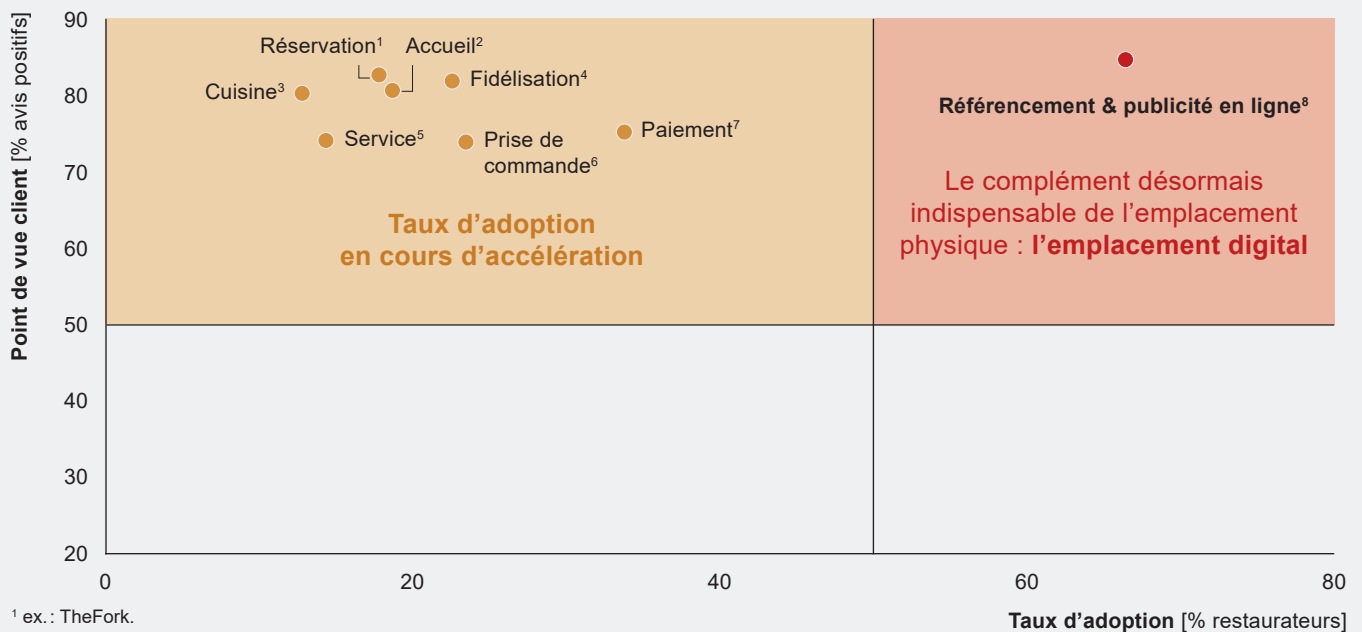 Point de vue client [% avis positifs]
90
80
70
60
50
40
30
20
Réservation¹
Accueil²
Cuisine³
Fidélisation⁴
Service⁵
Prise de
commande⁶
Paiement⁷
Taux d’adoption
en cours d’accélération
Référencement & publicité en ligne⁸
Le complément désormais
indispensable de l’emplacement
physique : l’emplacement digital
0
20
40
60
80
¹ ex.: TheFork.
Taux d’adoption [% restaurateurs]